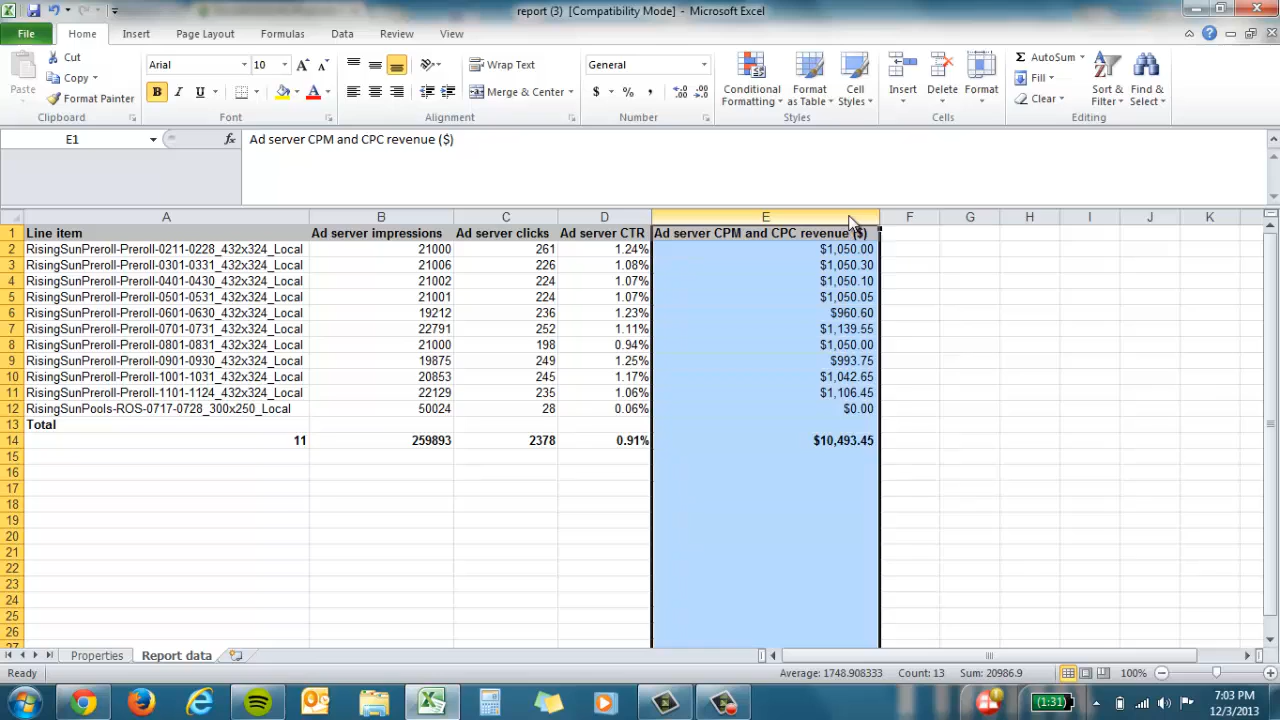 report (3) [Compatibility Mode] - Microsoft Excel
File Home Insert Page Layout Formulas Data Review View
Paste
Cut
Copy
Format Painter
Clipboard
Arial 10
B I U
Font
Wrap Text
Merge & Center
Alignment
General
$ % ,
Number
Conditional Formatting
Format as Table
Cell Styles
Styles
Insert Delete Format
Cells
Σ AutoSum
Fill
Clear
Sort & Filter
Find & Select
Editing
E1 fx Ad server CPM and CPC revenue ($)
A B C D E F G H I J K
1 Line item Ad server impressions Ad server clicks Ad server CTR Ad server CPM and CPC revenue ($)
2 RisingSunPreroll-Preroll-0211-0228_432x324_Local 21000 261 1.24% $1,050.00
3 RisingSunPreroll-Preroll-0301-0331_432x324_Local 21006 226 1.08% $1,050.30
4 RisingSunPreroll-Preroll-0401-0430_432x324_Local 21002 224 1.07% $1,050.10
5 RisingSunPreroll-Preroll-0501-0531_432x324_Local 21001 224 1.07% $1,050.05
6 RisingSunPreroll-Preroll-0601-0630_432x324_Local 19212 236 1.23% $960.60
7 RisingSunPreroll-Preroll-0701-0731_432x324_Local 22791 252 1.11% $1,139.55
8 RisingSunPreroll-Preroll-0801-0831_432x324_Local 21000 198 0.94% $1,050.00
9 RisingSunPreroll-Preroll-0901-0930_432x324_Local 19875 249 1.25% $993.75
10 RisingSunPreroll-Preroll-1001-1031_432x324_Local 20853 245 1.17% $1,042.65
11 RisingSunPreroll-Preroll-1101-1124_432x324_Local 22129 235 1.06% $1,106.45
12 RisingSunPools-ROS-0717-0728_300x250_Local 50024 28 0.06% $0.00
13 Total
14 11 259893 2378 0.91% $10,493.45
15
16
17
18
19
20
21
22
23
24
25
26
27
Properties Report data
Ready Average: 1748.908333 Count: 13 Sum: 20986.9 100%
(1:31) 7:03 PM
12/3/2013